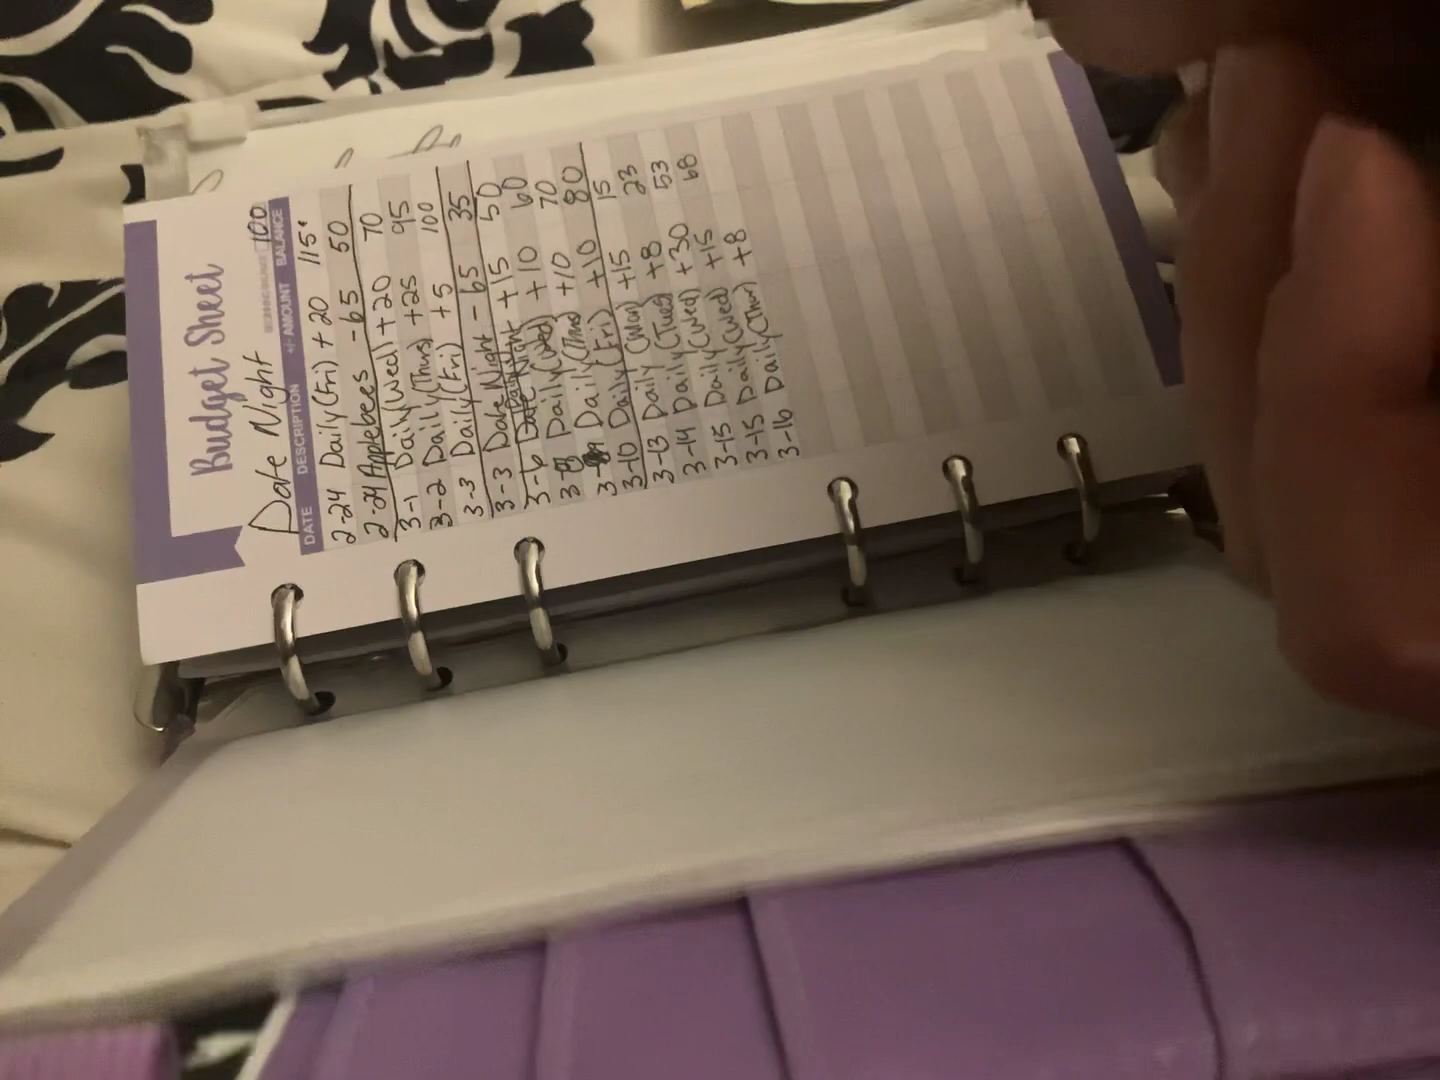 Budget Sheet
Date Night 100
DATE DESCRIPTION +/- AMOUNT BALANCE
2-24 Daily (Fri) +20 115
2-24 Applebees -65 50
3-1 Daily (Wed) +20 70
3-2 Daily (Thurs) +25 95
3-3 Daily (Fri) +5 100
3-3 Date Night -65 35
3-6 +15 50
3-8 Daily (Wed) +10 60
3-9 Daily (Thu) +10 70
3-10 Daily (Fri) +10 80
3-13 Daily (Mon) +15 15
3-14 Daily (Tues) +8 23
3-15 Daily (Wed) +30 53
3-15 Daily (Wed) +15 68
3-16 Daily (Thur) +8